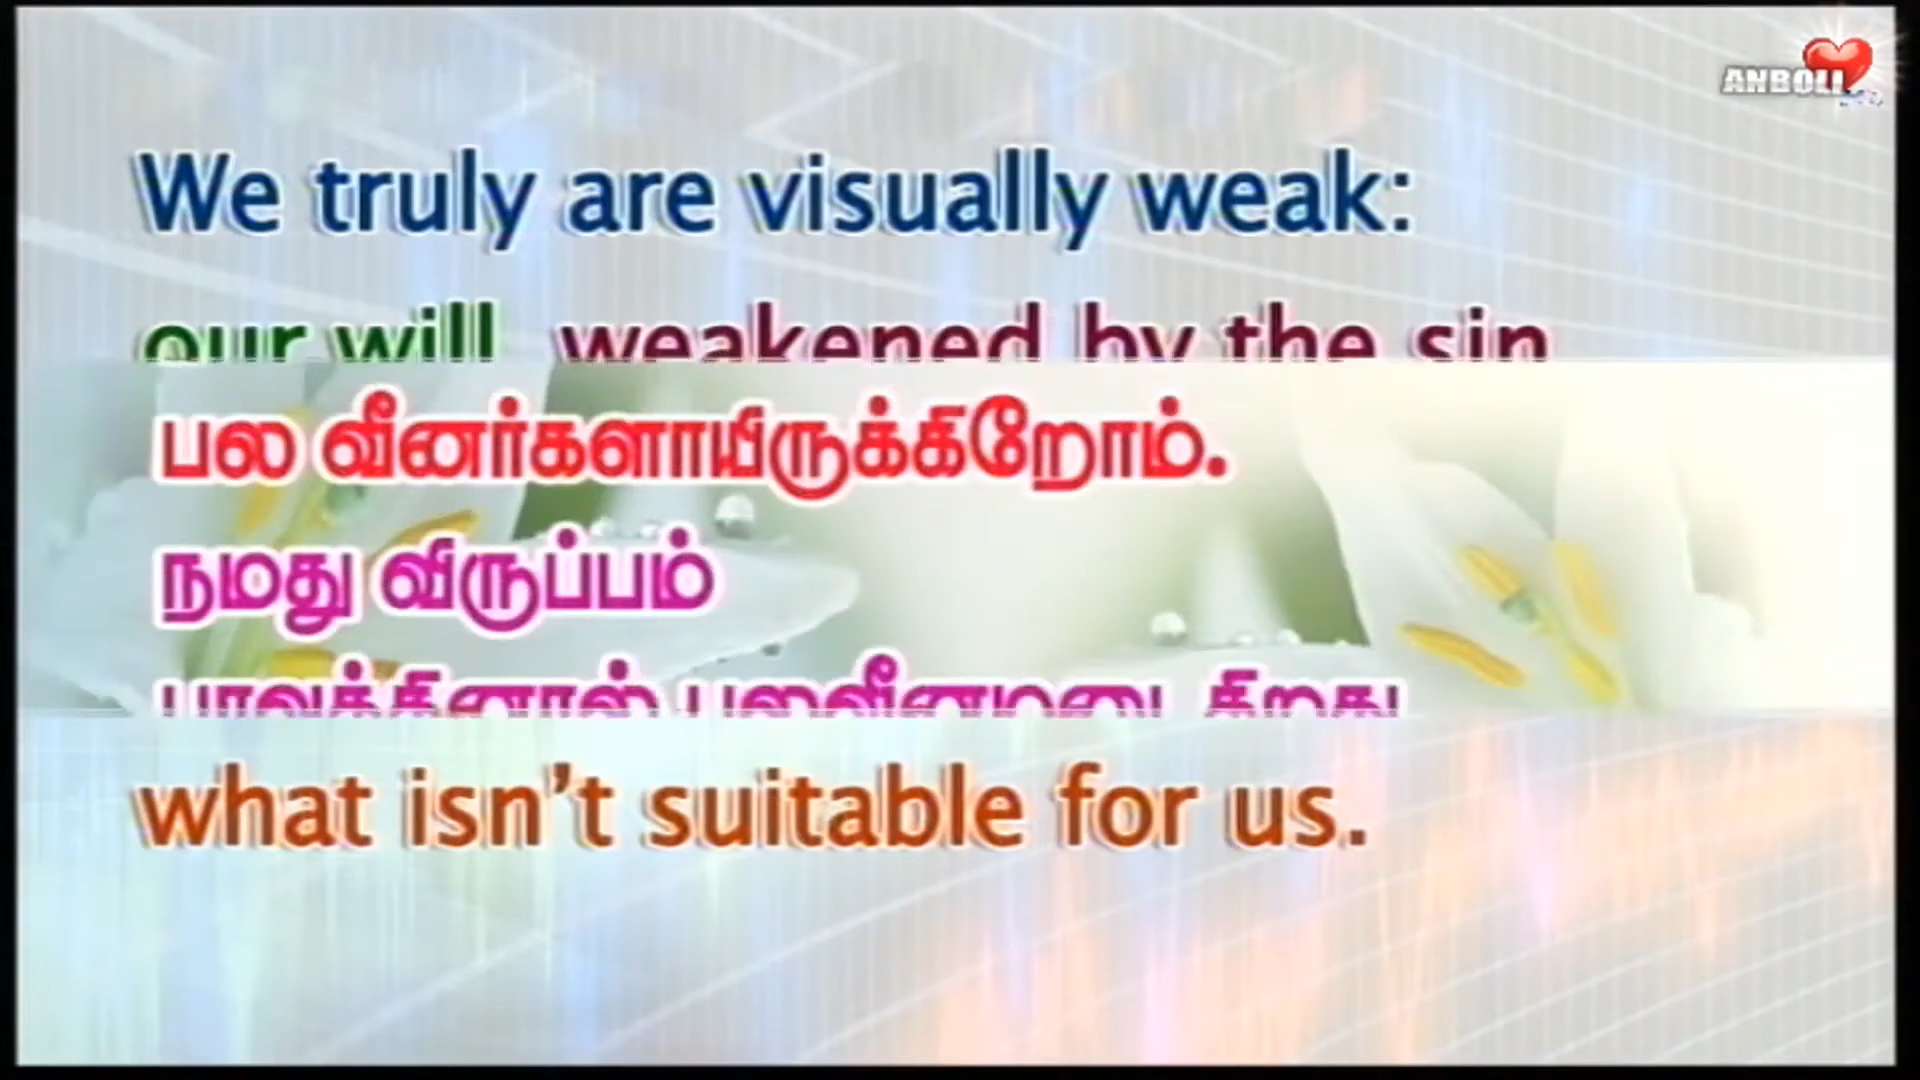 ANBOLI
We truly are visually weak:
our will weakened by the sin
பல வீனர்களாயிருக்கிறோம்.
நமது விருப்பம்
what isn't suitable for us.